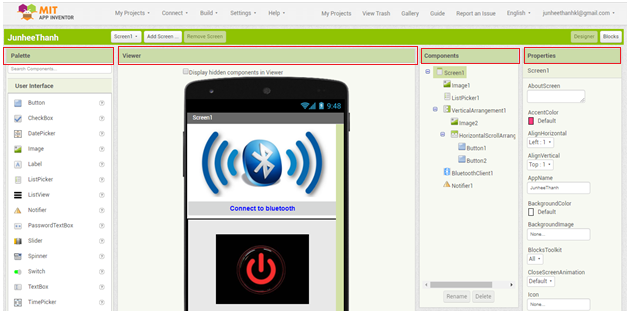 MIT
APP INVENTOR
My Projects Connect Build Settings Help My Projects View Trash Gallery Guide Report an Issue English junheethanhkl@gmail.com
JunheeThanh Screen1 Add Screen ... Remove Screen Designer Blocks
Palette
Search Components...
User Interface
Button
CheckBox
DatePicker
Image
Label
ListPicker
ListView
Notifier
PasswordTextBox
Slider
Spinner
Switch
TextBox
TimePicker
Viewer
Display hidden components in Viewer
9:48
Screen1
Connect to bluetooth
Components
Screen1
Image1
ListPicker1
VerticalArrangement1
Image2
HorizontalScrollArrang
Button1
Button2
BluetoothClient1
Notifier1
Rename Delete
Properties
Screen1
AboutScreen
AccentColor
Default
AlignHorizontal
Left : 1
AlignVertical
Top : 1
AppName
JunheeThanh
BackgroundColor
Default
BackgroundImage
None...
BlocksToolkit
All
CloseScreenAnimation
Default
Icon
None...